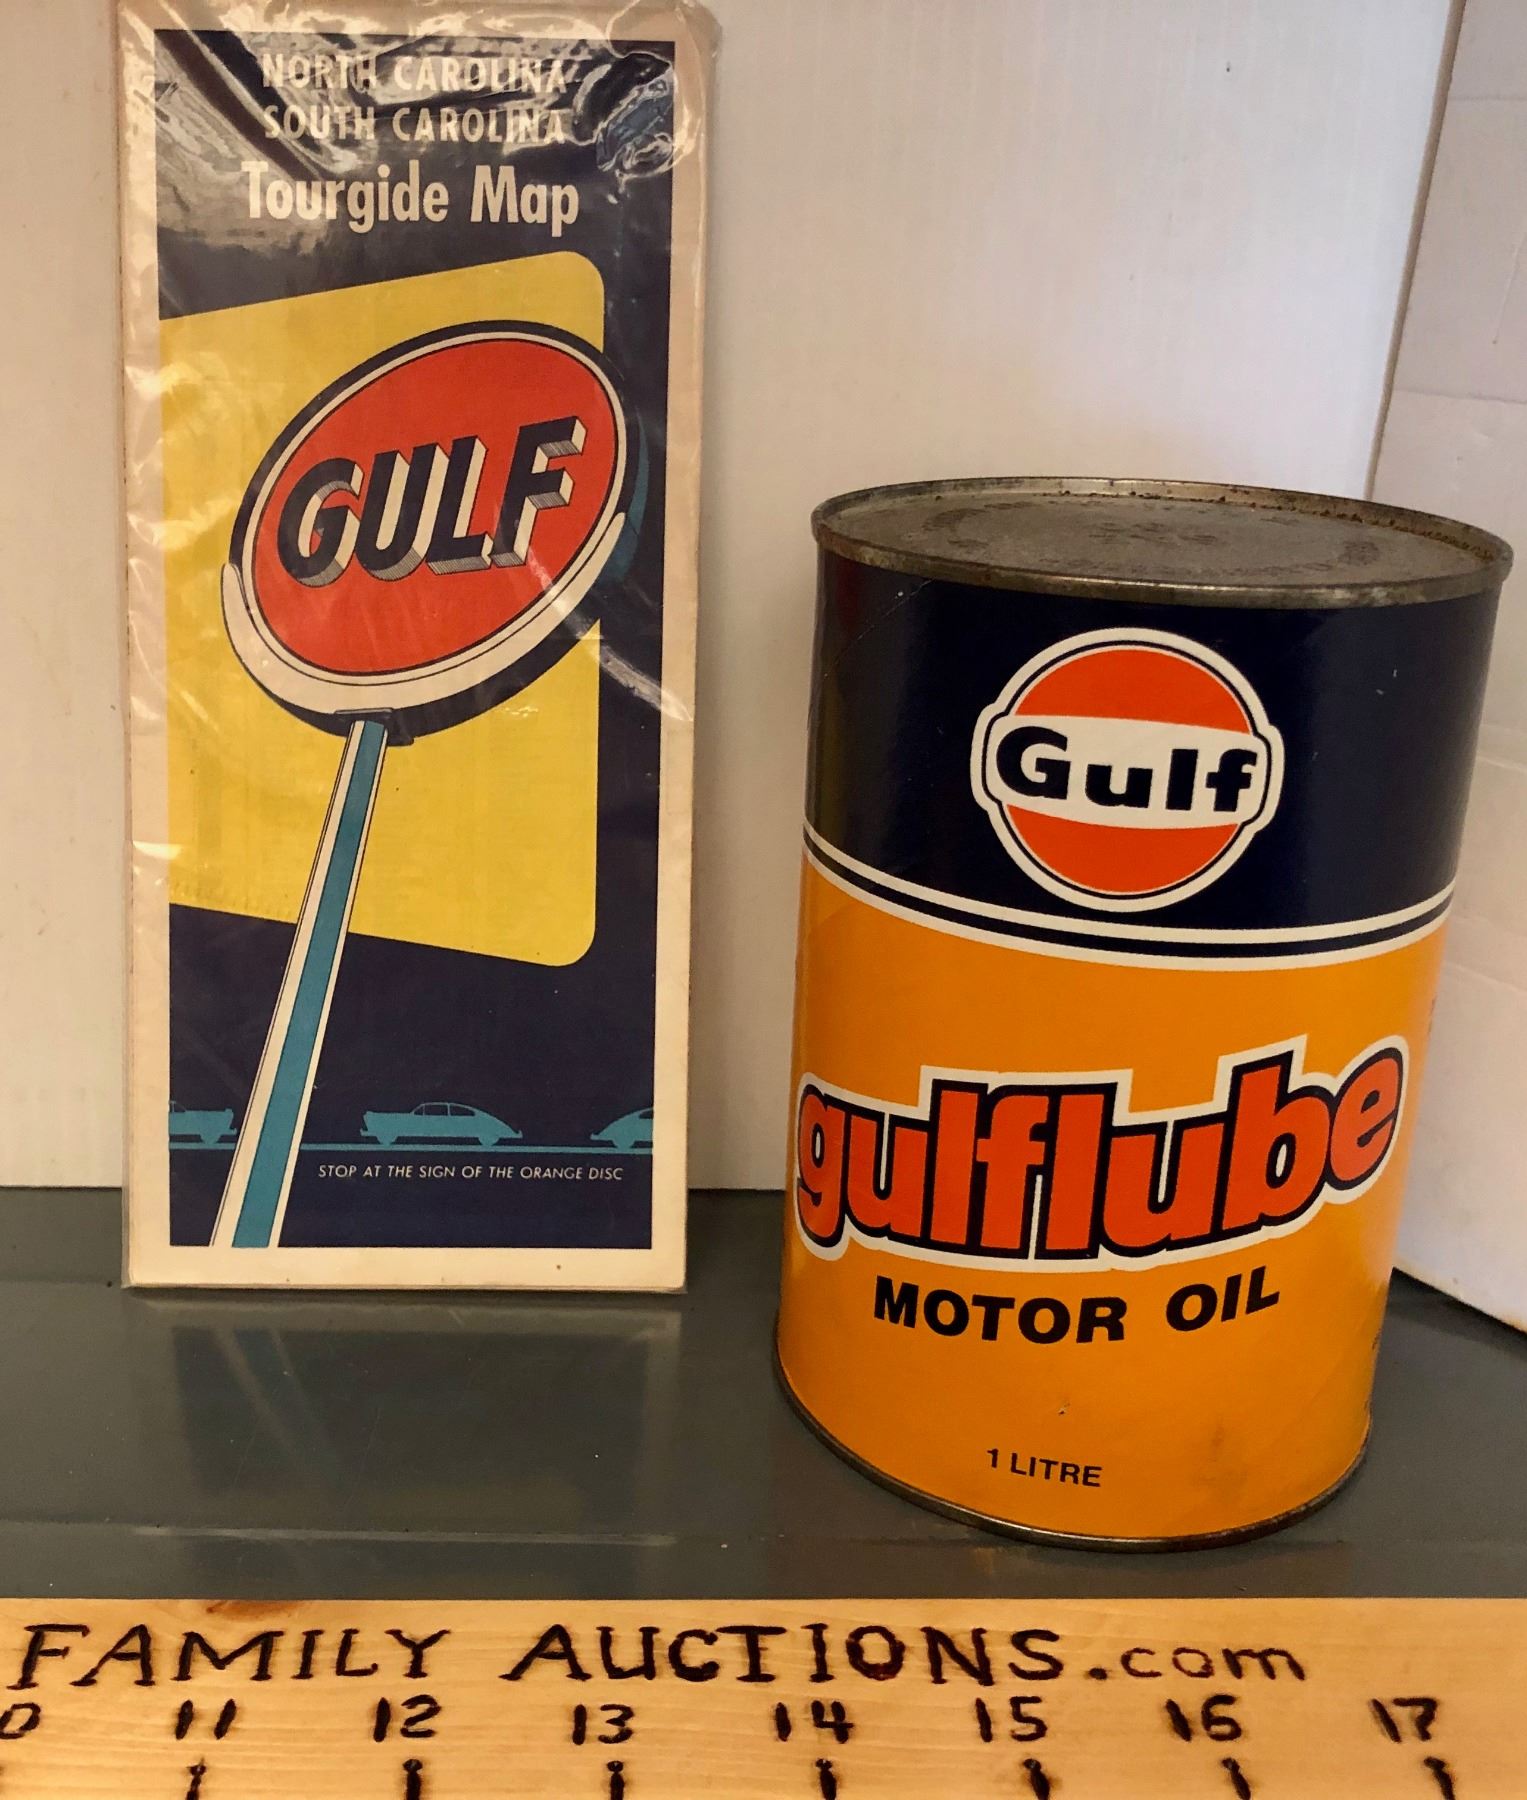 NORTH CAROLINA
SOUTH CAROLINA
Tourgide Map
GULF
STOP AT THE SIGN OF THE ORANGE DISC
Gulf
gulflube
MOTOR OIL
1 LITRE
FAMILY AUCTIONS.com
0 11 12 13 14 15 16 17